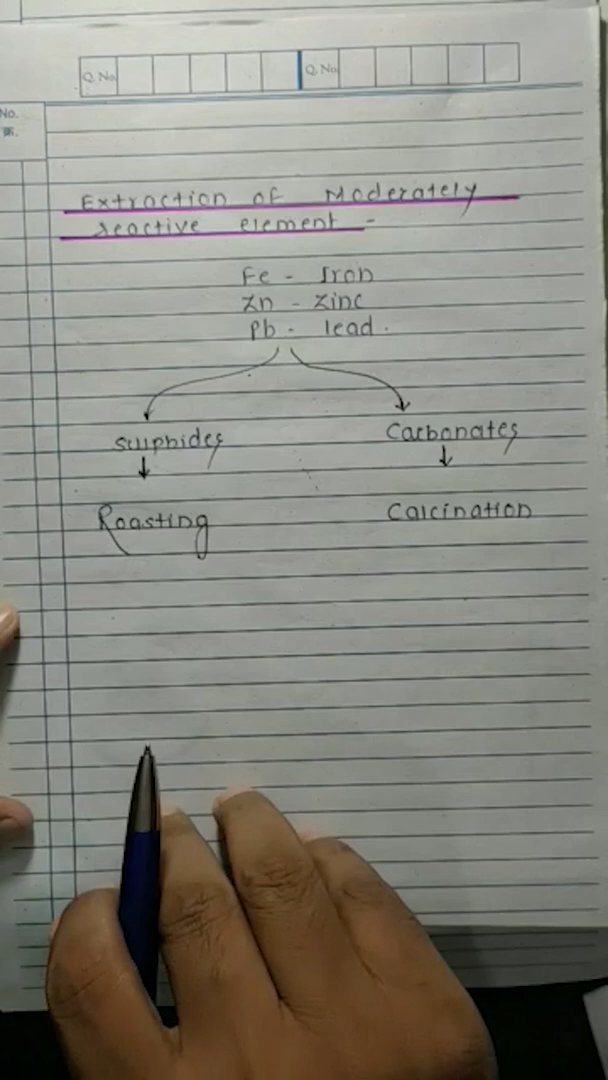 Q. No
Q. No.
No.
Extraction of Moderately
reactive element -
Fe - Iron
Zn - Zinc
Pb - lead.
Sulphides
Carbonates
Roasting
Calcination